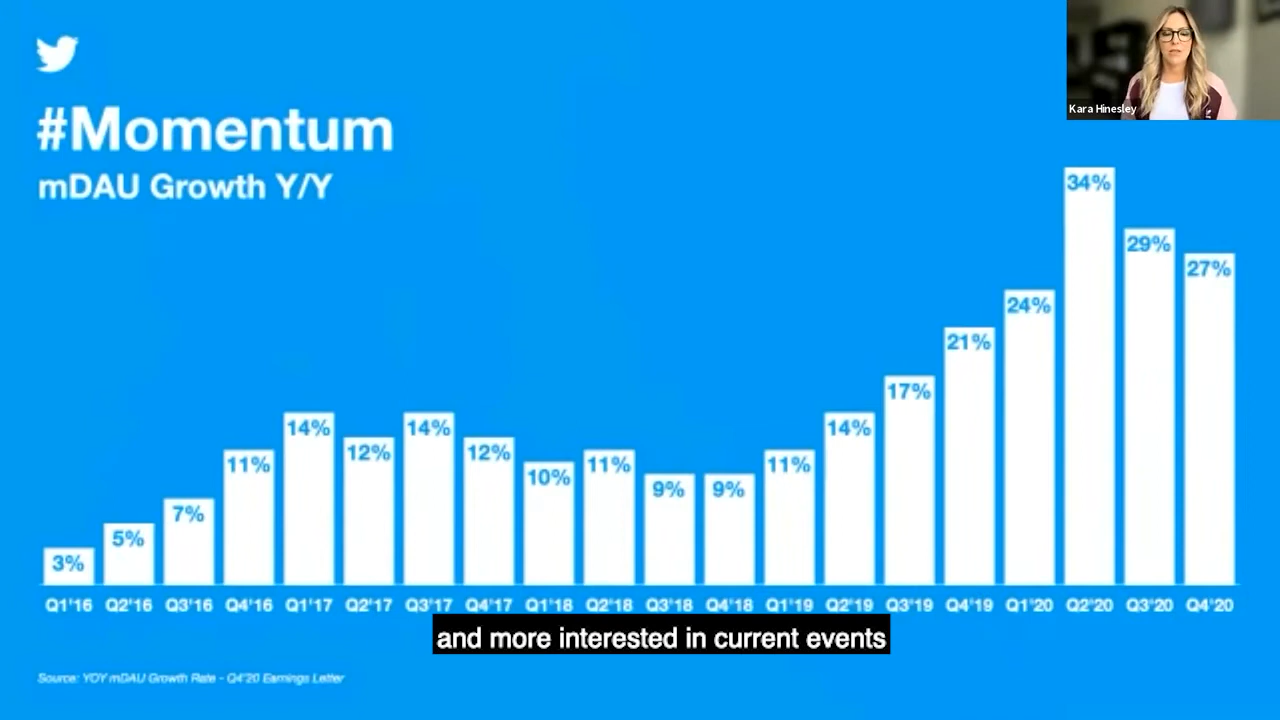 #Momentum
mDAU Growth Y/Y
Kara Hinesley
3% 5% 7% 11% 14% 12% 14% 12% 10% 11% 9% 9% 11% 14% 17% 21% 24% 34% 29% 27%
Q1'16 Q2'16 Q3'16 Q4'16 Q1'17 Q2'17 Q3'17 Q4'17 Q1'18 Q2'18 Q3'18 Q4'18 Q1'19 Q2'19 Q3'19 Q4'19 Q1'20 Q2'20 Q3'20 Q4'20
and more interested in current events
Source: YOY mDAU Growth Rate - Q4'20 Earnings Letter